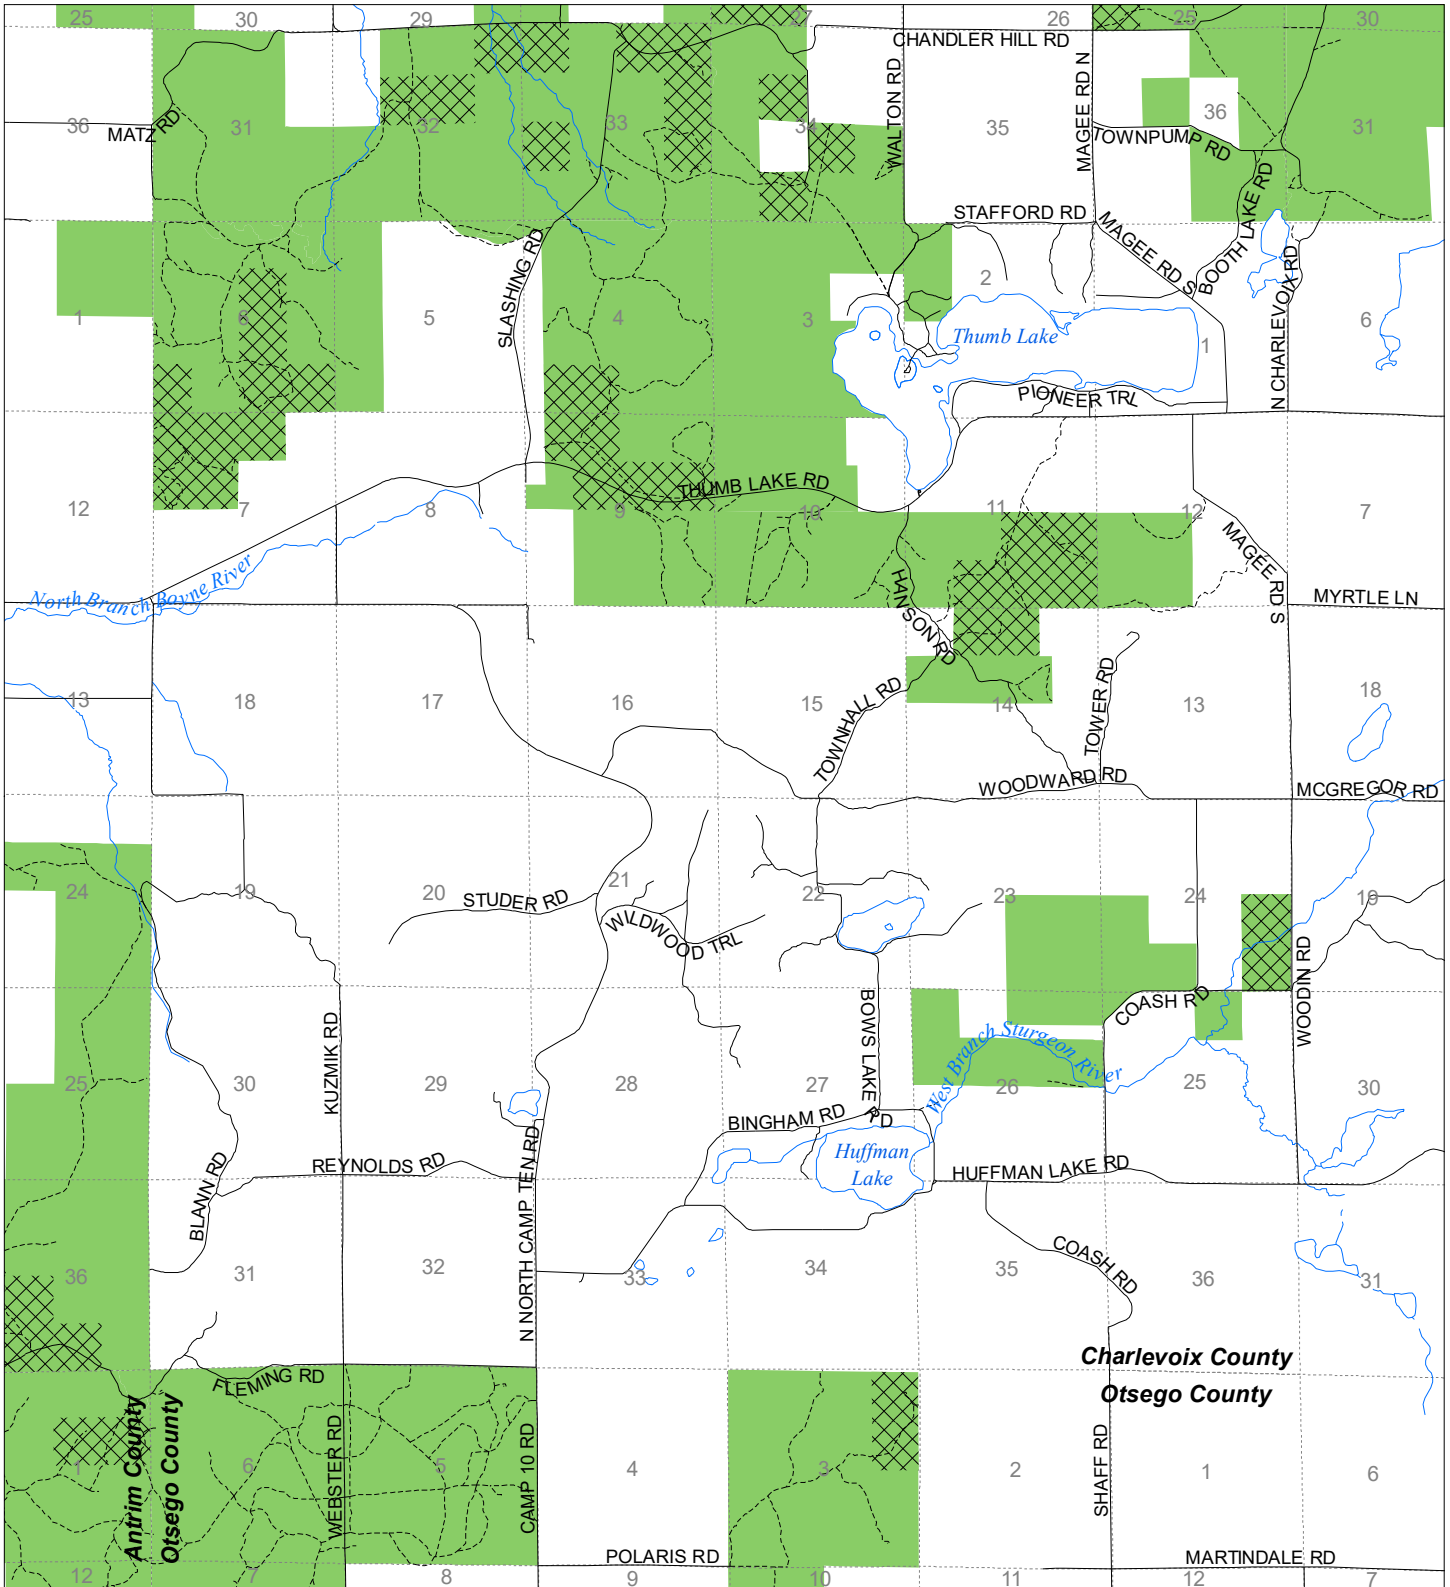 25
30
29
27
26
25
30
CHANDLER HILL RD
WALTON RD
MAGEE RD N
36
MATZ RD
31
32
33
34
35
36
TOWNPUMP RD
31
STAFFORD RD
MAGEE RD S
BOOTH LAKE RD
N CHARLEVOIX RD
SLASHING RD
1
6
5
4
3
2
Thumb Lake
1
6
PIONEER TRL
THUMB LAKE RD
12
7
8
9
10
11
12
7
MAGEE RD S
North Branch Boyne River
HANSON RD
MYRTLE LN
13
18
17
16
15
TOWNHALL RD
14
TOWER RD
13
18
WOODWARD RD
MCGREGOR RD
24
19
20
STUDER RD
21
WILDWOOD TRL
22
23
24
19
WOODIN RD
COASH RD
BOWS LAKE RD
West Branch Sturgeon River
KUZMIK RD
25
30
29
28
27
26
25
30
BINGHAM RD
Huffman
Lake
HUFFMAN LAKE RD
REYNOLDS RD
BLANN RD
N NORTH CAMP TEN RD
COASH RD
36
31
32
33
34
35
36
31
Charlevoix County
Otsego County
FLEMING RD
Antrim County
Otsego County
WEBSTER RD
CAMP 10 RD
SHAFF RD
1
6
5
4
3
2
1
6
POLARIS RD
MARTINDALE RD
12
7
8
9
10
11
12
7